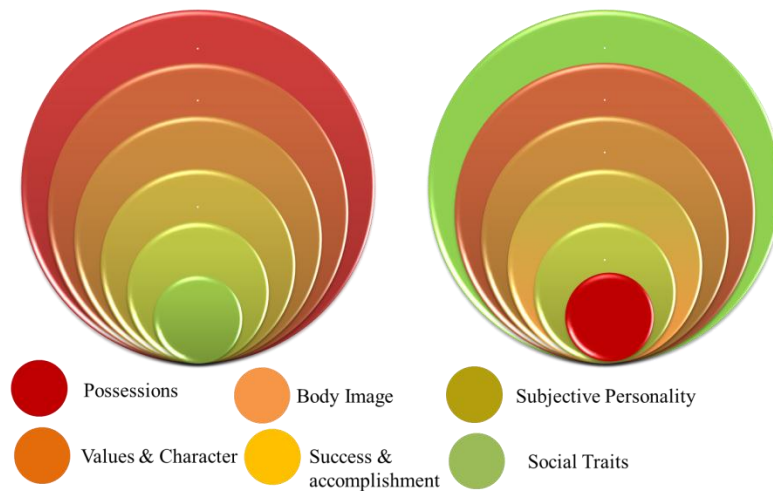 Possessions
Body Image
Subjective Personality
Values & Character
Success &
accomplishment
Social Traits